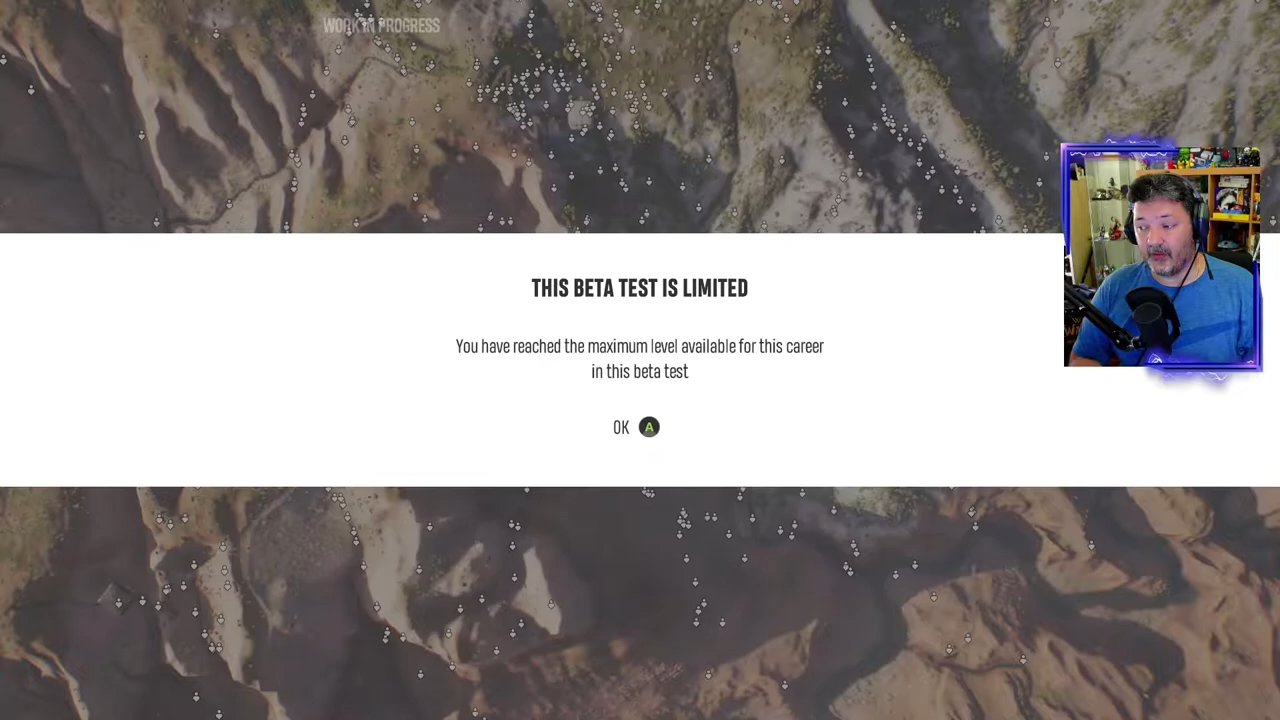 WORK IN PROGRESS
THIS BETA TEST IS LIMITED
You have reached the maximum level available for this career
in this beta test
OK A